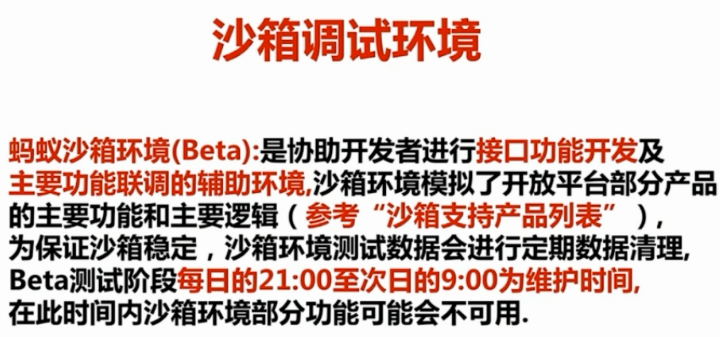 沙箱调试环境
蚂蚁沙箱环境(Beta):是协助开发者进行接口功能开发及
主要功能联调的辅助环境,沙箱环境模拟了开放平台部分产品
的主要功能和主要逻辑（参考“沙箱支持产品列表”）,
为保证沙箱稳定，沙箱环境测试数据会进行定期数据清理,
Beta测试阶段每日的21:00至次日的9:00为维护时间,
在此时间内沙箱环境部分功能可能会不可用.